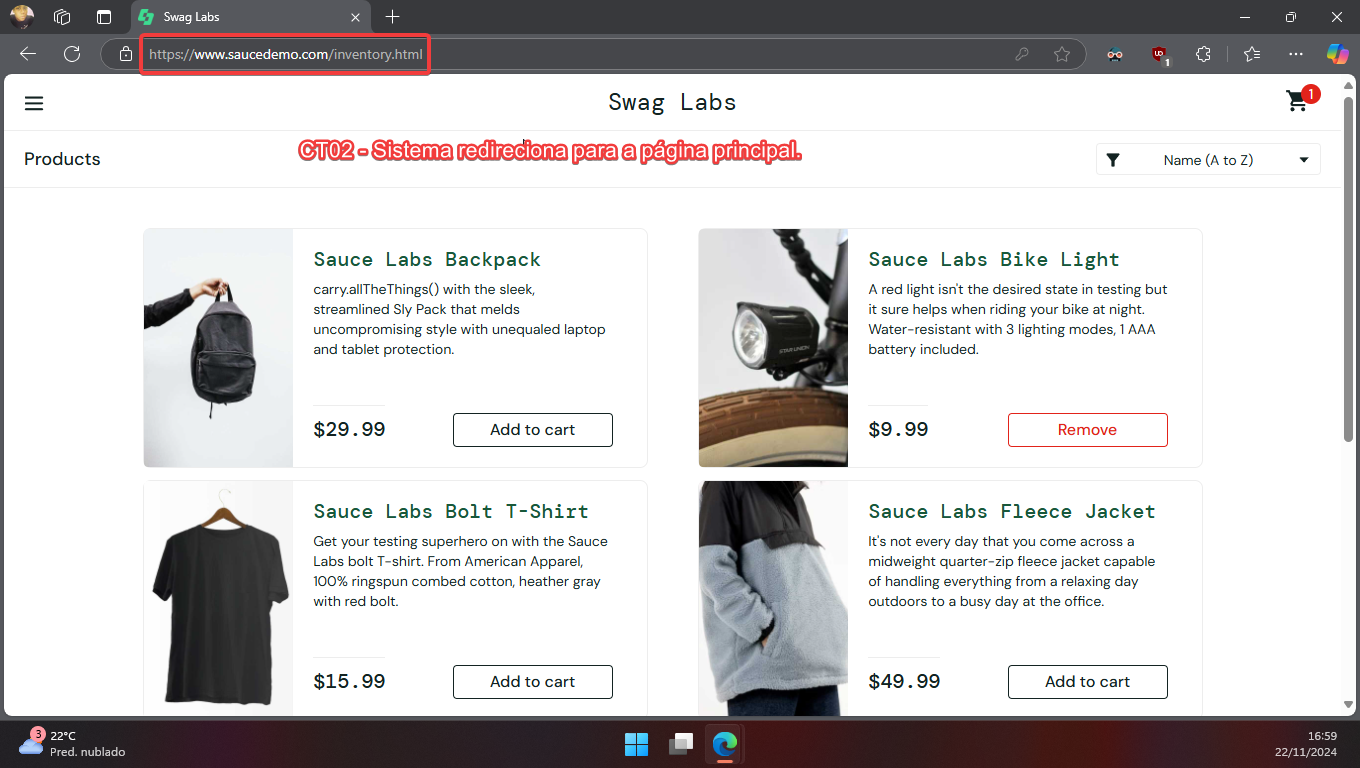 Swag Labs
https://www.saucedemo.com/inventory.html
1
Swag Labs
1
Products
CT02 - Sistema redireciona para a página principal.
Name (A to Z)
Sauce Labs Backpack
carry.allTheThings() with the sleek,
streamlined Sly Pack that melds
uncompromising style with unequaled laptop
and tablet protection.
$29.99
Add to cart
Sauce Labs Bike Light
A red light isn't the desired state in testing but
it sure helps when riding your bike at night.
Water-resistant with 3 lighting modes, 1 AAA
battery included.
STAR UNION
$9.99
Remove
Sauce Labs Bolt T-Shirt
Get your testing superhero on with the Sauce
Labs bolt T-shirt. From American Apparel,
100% ringspun combed cotton, heather gray
with red bolt.
$15.99
Add to cart
Sauce Labs Fleece Jacket
It's not every day that you come across a
midweight quarter-zip fleece jacket capable
of handling everything from a relaxing day
outdoors to a busy day at the office.
$49.99
Add to cart
3
22°C
Pred. nublado
16:59
22/11/2024